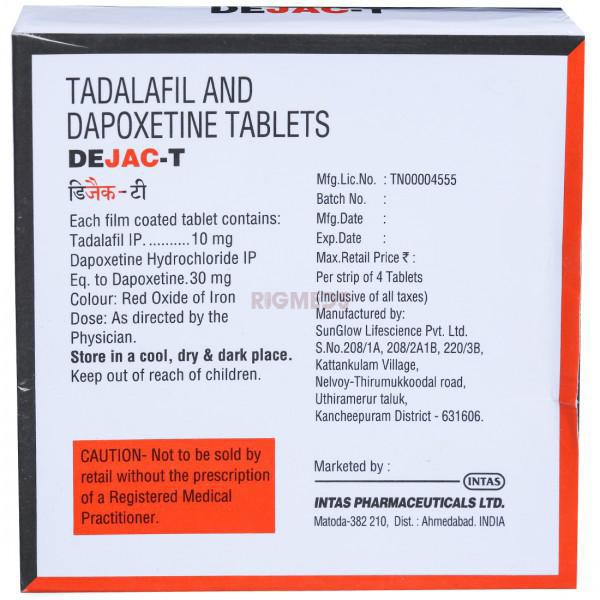 DEJAC-T
TADALAFIL AND
DAPOXETINE TABLETS
DEJAC-T
डिजैक - टी
Each film coated tablet contains:
Tadalafil IP..........10 mg
Dapoxetine Hydrochloride IP
Eq. to Dapoxetine.30 mg
Colour: Red Oxide of Iron
Dose: As directed by the
Physician.
Store in a cool, dry & dark place.
Keep out of reach of children.
CAUTION- Not to be sold by
retail without the prescription
of a Registered Medical
Practitioner.
Mfg.Lic.No. : TN00004555
Batch No. :
Mfg.Date :
Exp.Date :
Max.Retail Price ₹ :
Per strip of 4 Tablets
(Inclusive of all taxes)
Manufactured by:
SunGlow Lifescience Pvt. Ltd.
S.No.208/1A, 208/2A1B, 220/3B,
Kattankulam Village,
Nelvoy-Thirumukkoodal road,
Uthiramerur taluk,
Kancheepuram District - 631606.
Marketed by :
INTAS
INTAS PHARMACEUTICALS LTD.
Matoda-382 210, Dist. : Ahmedabad. INDIA
RIGMEDS